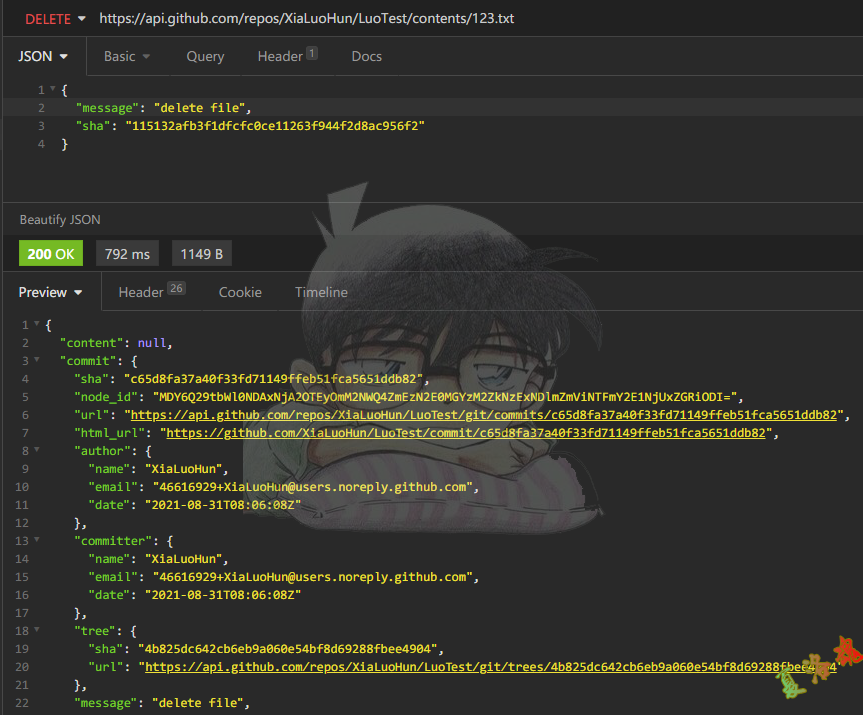 DELETE https://api.github.com/repos/XiaLuoHun/LuoTest/contents/123.txt
JSON Basic Query Header 1 Docs
1 {
2 "message": "delete file",
3 "sha": "115132afb3f1dfcfc0ce11263f944f2d8ac956f2"
4 }
Beautify JSON
200 OK 792 ms 1149 B
Preview Header 26 Cookie Timeline
1 {
2 "content": null,
3 "commit": {
4 "sha": "c65d8fa37a40f33fd71149ffeb51fca5651ddb82",
5 "node_id": "MDY6Q29tbWl0NDAxNjA2OTEyOmM2NWQ4ZmEzN2E0MGYzM2ZkNzExNDlmZmViNTFmY2E1NjUxZGRiODI=",
6 "url": "https://api.github.com/repos/XiaLuoHun/LuoTest/git/commits/c65d8fa37a40f33fd71149ffeb51fca5651ddb82",
7 "html_url": "https://github.com/XiaLuoHun/LuoTest/commit/c65d8fa37a40f33fd71149ffeb51fca5651ddb82",
8 "author": {
9 "name": "XiaLuoHun",
10 "email": "46616929+XiaLuoHun@users.noreply.github.com",
11 "date": "2021-08-31T08:06:08Z"
12 },
13 "committer": {
14 "name": "XiaLuoHun",
15 "email": "46616929+XiaLuoHun@users.noreply.github.com",
16 "date": "2021-08-31T08:06:08Z"
17 },
18 "tree": {
19 "sha": "4b825dc642cb6eb9a060e54bf8d69288fbee4904",
20 "url": "https://api.github.com/repos/XiaLuoHun/LuoTest/git/trees/4b825dc642cb6eb9a060e54bf8d69288fbee4904"
21 },
22 "message": "delete file",